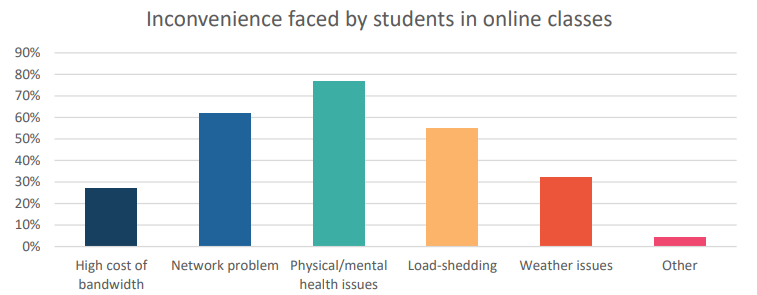 Inconvenience faced by students in online classes
90%
80%
70%
60%
50%
40%
30%
20%
10%
0%
High cost of
bandwidth
Network problem
Physical/mental
health issues
Load-shedding
Weather issues
Other